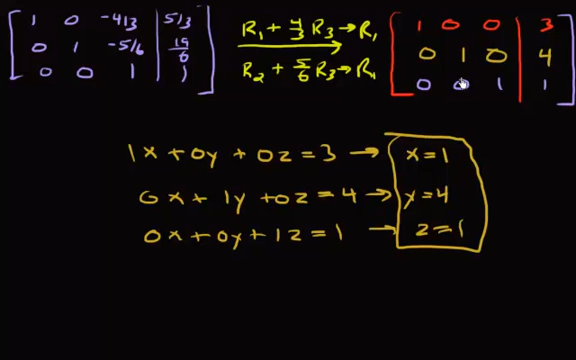 1 0 -4/3 | 5/3
0 1 -5/6 | 19/6
0 0 1 | 1
R₁ + 4/3 R₃ → R₁
R₂ + 5/6 R₃ → R₁
1 0 0 | 3
0 1 0 | 4
0 0 1 | 1
1x + 0y + 0z = 3 → x = 1
0x + 1y + 0z = 4 → y = 4
0x + 0y + 1z = 1 → z = 1